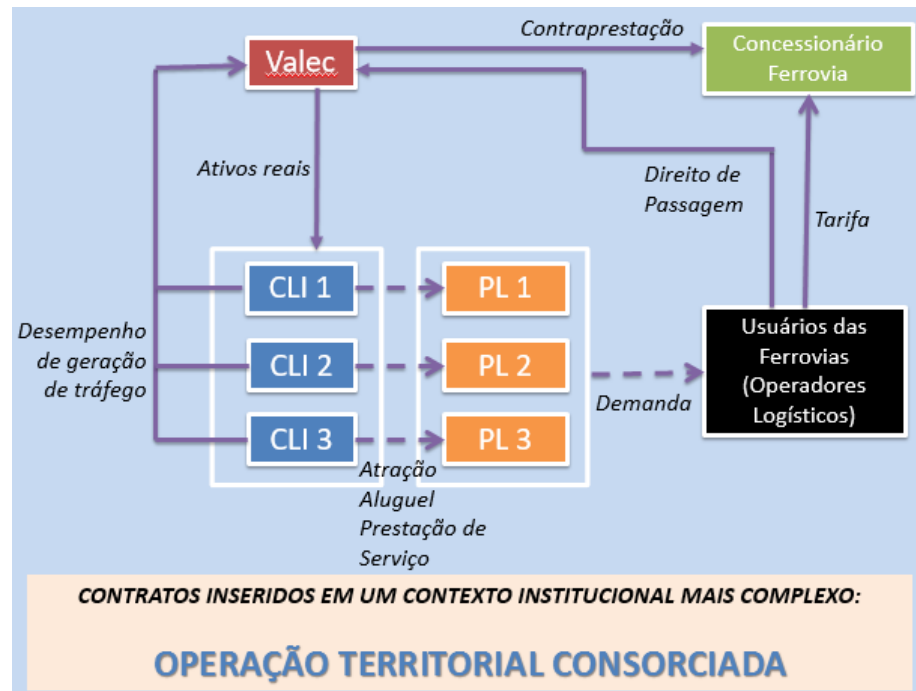 Contraprestação
Valec
Concessionário
Ferrovia
Ativos reais
Direito de
Passagem
Tarifa
CLI 1
PL 1
Desempenho
de geração
de tráfego
CLI 2
PL 2
Usuários das
Ferrovias
(Operadores
Logísticos)
Demanda
CLI 3
PL 3
Atração
Aluguel
Prestação de
Serviço
CONTRATOS INSERIDOS EM UM CONTEXTO INSTITUCIONAL MAIS COMPLEXO:
OPERAÇÃO TERRITORIAL CONSORCIADA